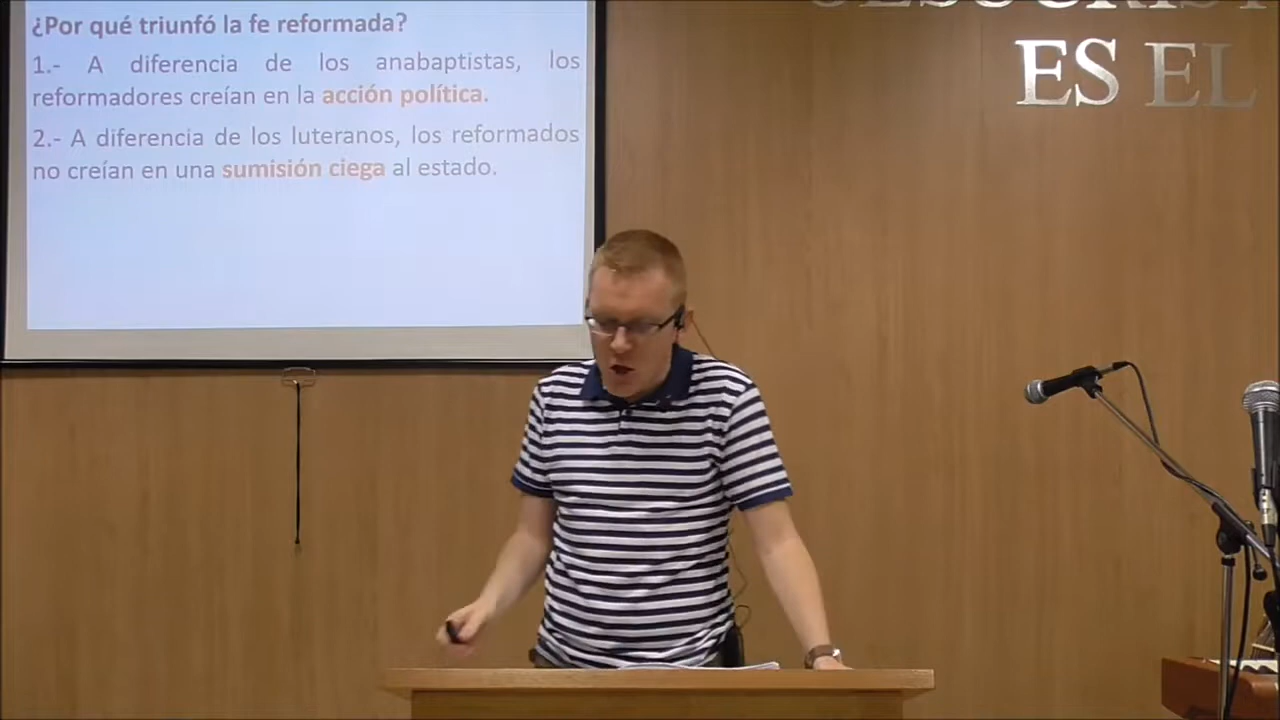 ¿Por qué triunfó la fe reformada?
1.- A diferencia de los anabaptistas, los
reformadores creían en la acción política.
2.- A diferencia de los luteranos, los reformados
no creían en una sumisión ciega al estado.
ES EL